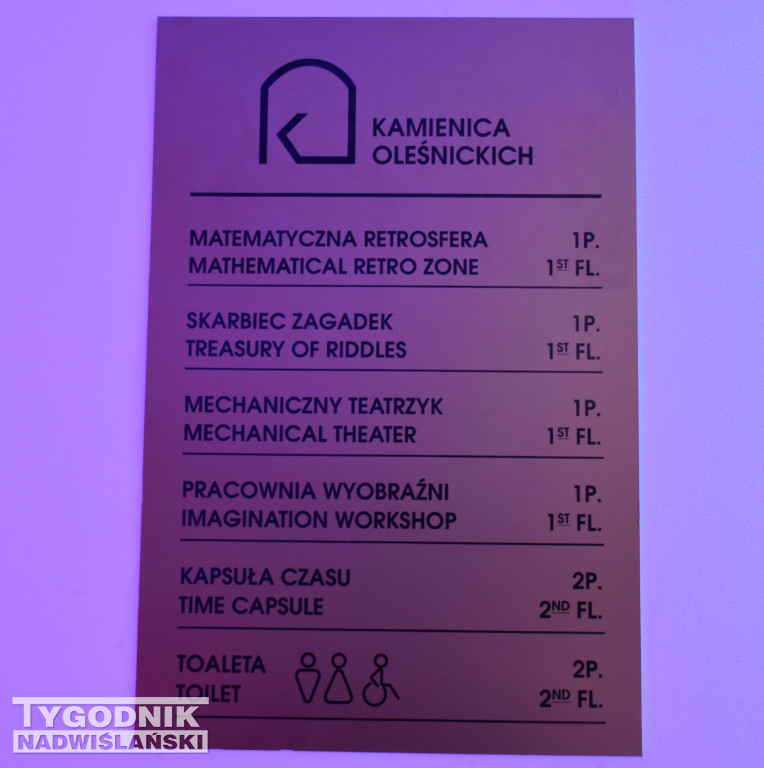 KAMIENICA
OLEŚNICKICH
MATEMATYCZNA RETROSFERA 1P.
MATHEMATICAL RETRO ZONE 1ST FL.
SKARBIEC ZAGADEK 1P.
TREASURY OF RIDDLES 1ST FL.
MECHANICZNY TEATRZYK 1P.
MECHANICAL THEATER 1ST FL.
PRACOWNIA WYOBRAŹNI 1P.
IMAGINATION WORKSHOP 1ST FL.
KAPSUŁA CZASU 2P.
TIME CAPSULE 2ND FL.
TOALETA 2P.
TOILET 2ND FL.
TYGODNIK
NADWIŚLAŃSKI